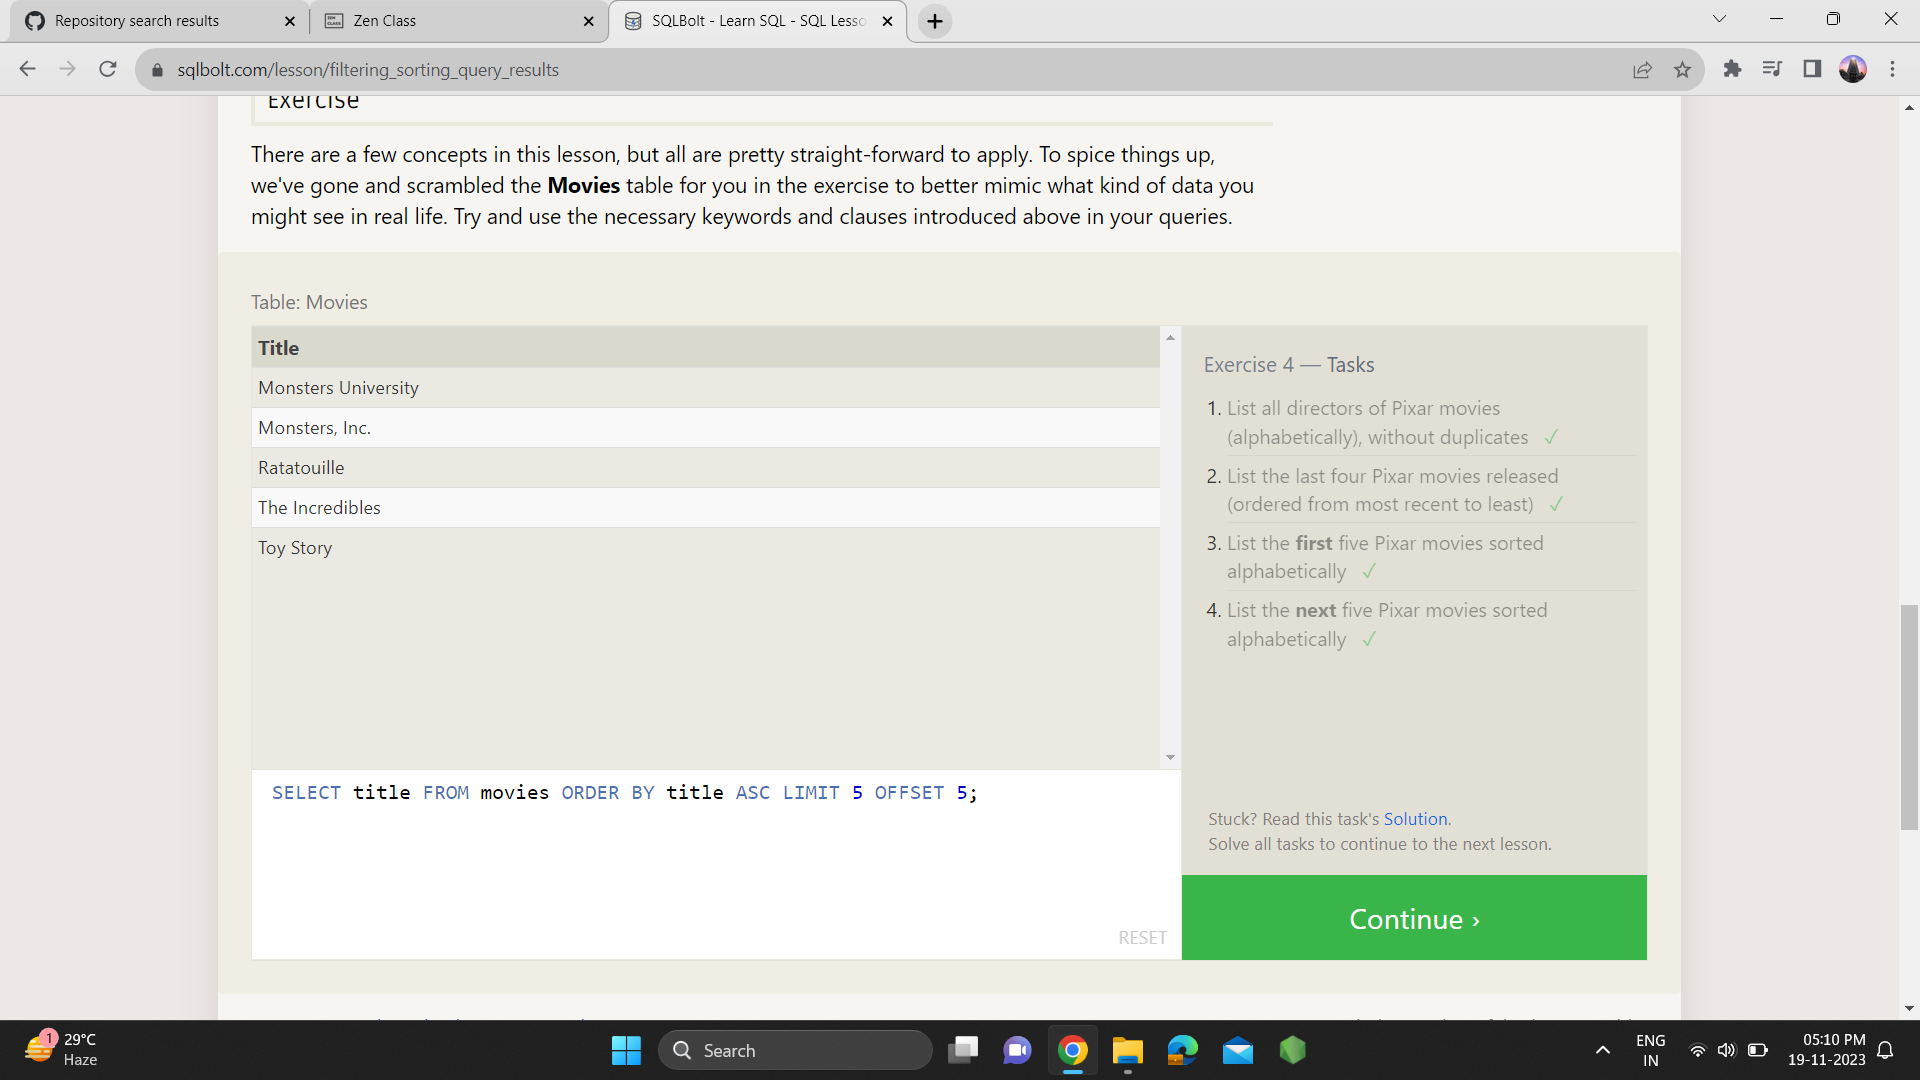 Repository search results
Zen Class
SQLBolt - Learn SQL - SQL Lesso
sqlbolt.com/lesson/filtering_sorting_query_results
Exercise
There are a few concepts in this lesson, but all are pretty straight-forward to apply. To spice things up,
we've gone and scrambled the Movies table for you in the exercise to better mimic what kind of data you
might see in real life. Try and use the necessary keywords and clauses introduced above in your queries.
Table: Movies
Title
Monsters University
Monsters, Inc.
Ratatouille
The Incredibles
Toy Story
SELECT title FROM movies ORDER BY title ASC LIMIT 5 OFFSET 5;
RESET
Exercise 4 — Tasks
1. List all directors of Pixar movies
(alphabetically), without duplicates ✓
2. List the last four Pixar movies released
(ordered from most recent to least) ✓
3. List the first five Pixar movies sorted
alphabetically ✓
4. List the next five Pixar movies sorted
alphabetically ✓
Stuck? Read this task's Solution.
Solve all tasks to continue to the next lesson.
Continue ›
1
29°C
Haze
Search
ENG
IN
05:10 PM
19-11-2023